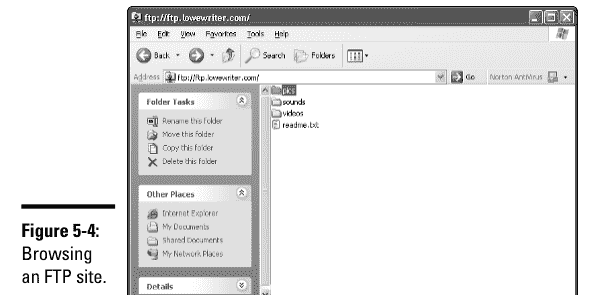 ftp://ftp.lowewriter.com/
File Edit View Favorites Tools Help
Back Search Folders
Address ftp://ftp.lowewriter.com/ Go Norton AntiVirus
Folder Tasks
Rename this folder
Move this folder
Copy this folder
Delete this folder
Other Places
Internet Explorer
My Documents
Shared Documents
My Network Places
Details
pics
sounds
videos
readme.txt
Figure 5-4:
Browsing
an FTP site.